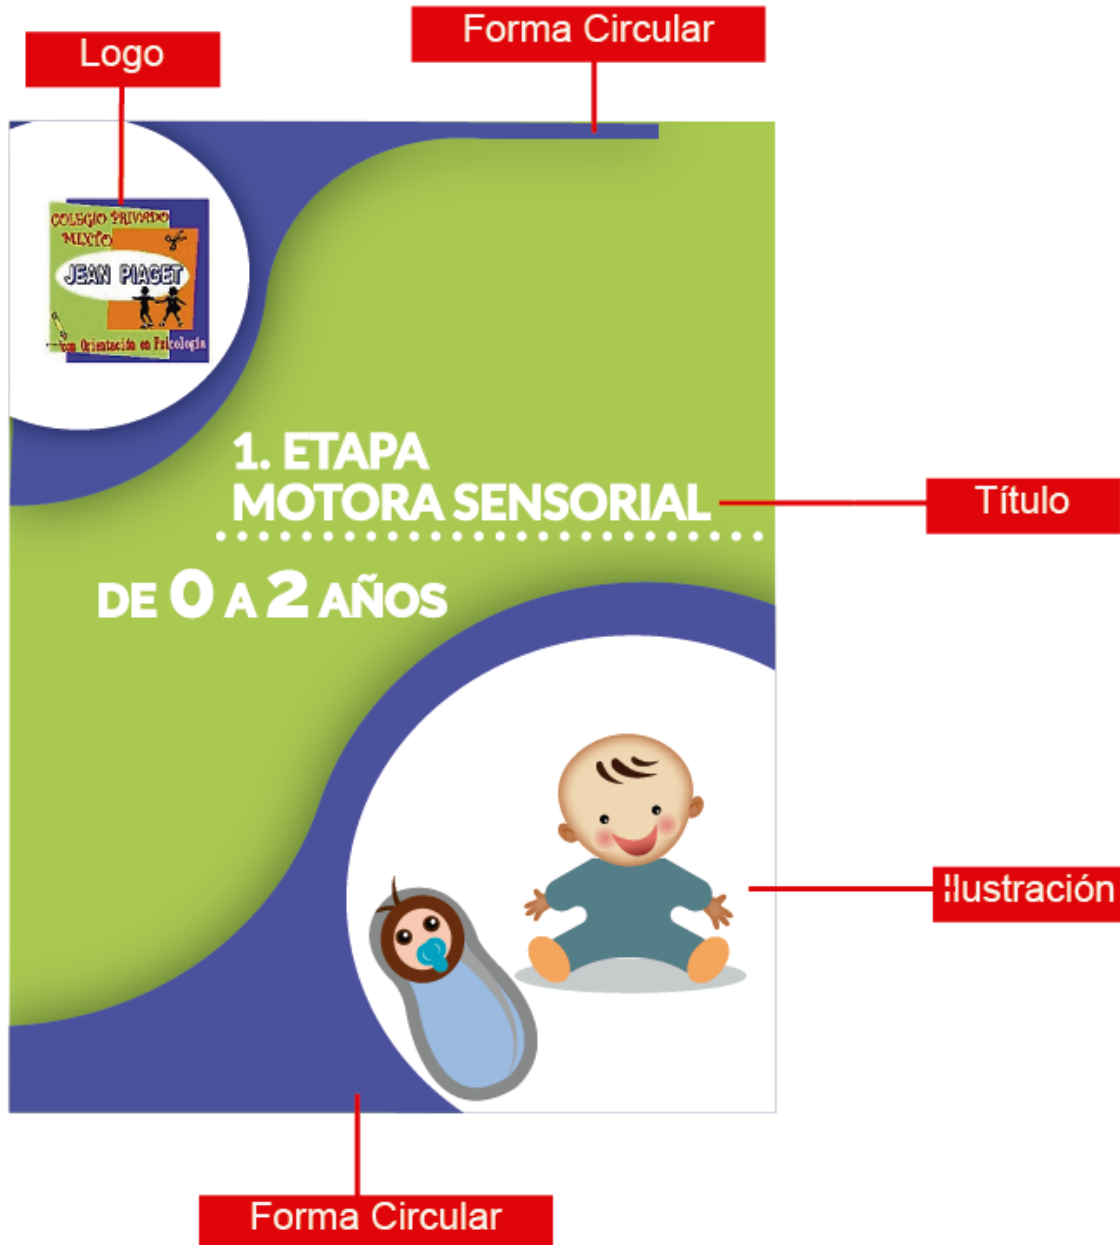 Forma Circular
Logo
COLEGIO PRIVADO
MIXTO
JEAN PIAGET
con Orientación en Psicología
1. ETAPA
MOTORA SENSORIAL
Título
DE 0 A 2 AÑOS
Ilustración
Forma Circular